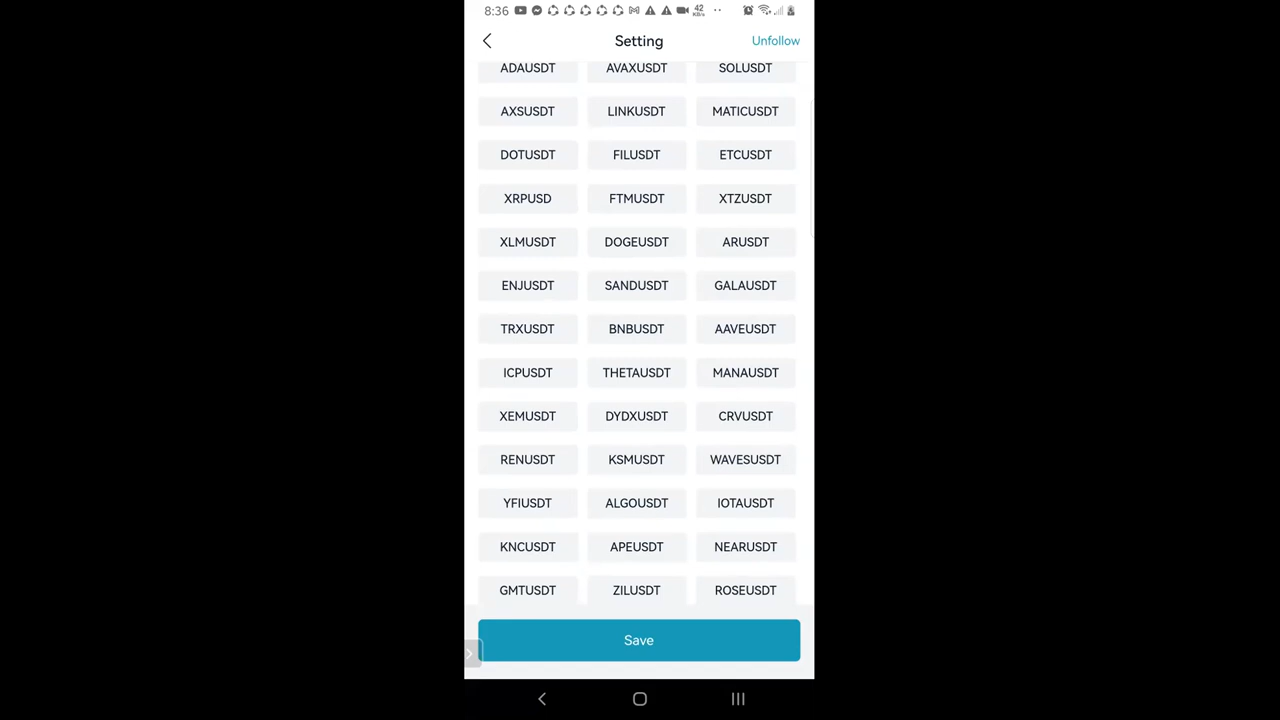 8:36 42 KB/s
Setting Unfollow
ADAUSDT AVAXUSDT SOLUSDT
AXSUSDT LINKUSDT MATICUSDT
DOTUSDT FILUSDT ETCUSDT
XRPUSD FTMUSDT XTZUSDT
XLMUSDT DOGEUSDT ARUSDT
ENJUSDT SANDUSDT GALAUSDT
TRXUSDT BNBUSDT AAVEUSDT
ICPUSDT THETAUSDT MANAUSDT
XEMUSDT DYDXUSDT CRVUSDT
RENUSDT KSMUSDT WAVESUSDT
YFIUSDT ALGOUSDT IOTAUSDT
KNCUSDT APEUSDT NEARUSDT
GMTUSDT ZILUSDT ROSEUSDT
Save